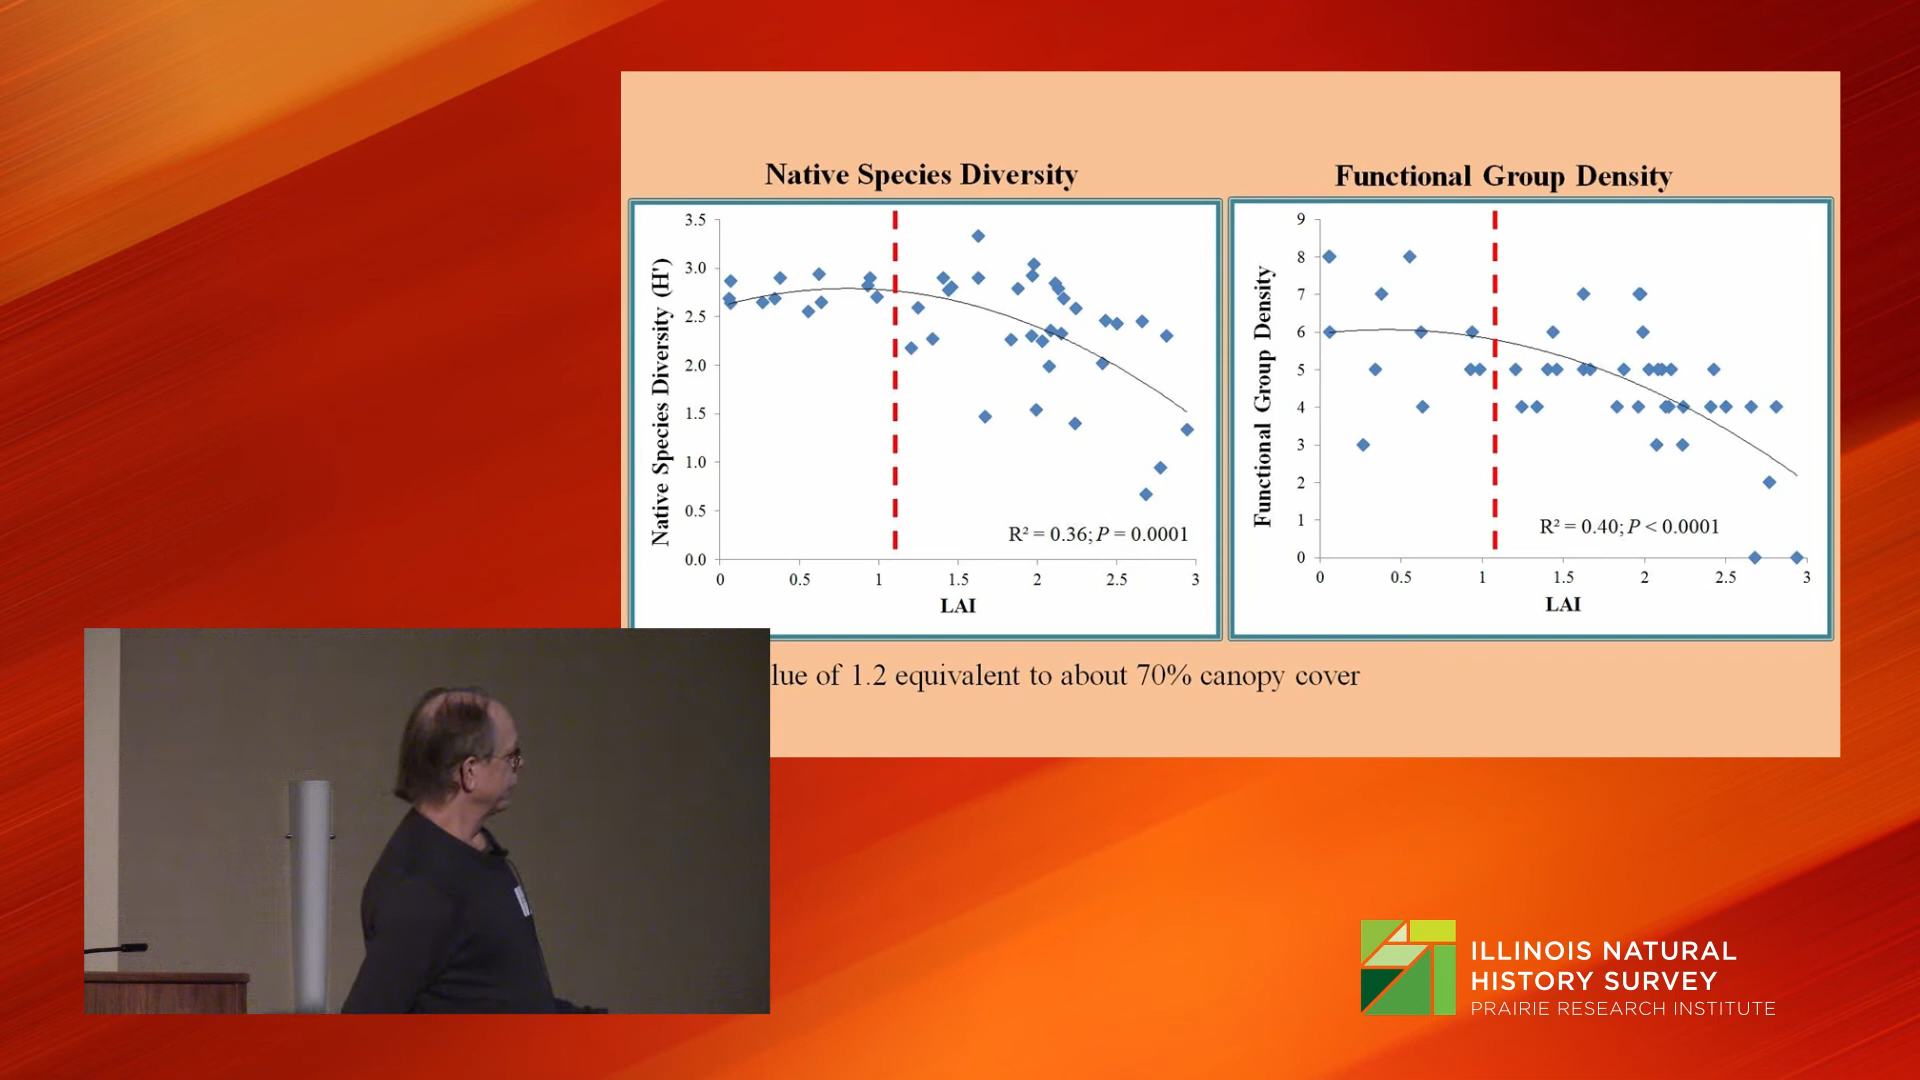 Native Species Diversity
Functional Group Density
Native Species Diversity (H')
3.5
3.0
2.5
2.0
1.5
1.0
0.5
0.0
0
0.5
1
1.5
2
2.5
3
LAI
R² = 0.36; P = 0.0001
Functional Group Density
9
8
7
6
5
4
3
2
1
0
0
0.5
1
1.5
2
2.5
3
LAI
R² = 0.40; P < 0.0001
lue of 1.2 equivalent to about 70% canopy cover
ILLINOIS NATURAL
HISTORY SURVEY
PRAIRIE RESEARCH INSTITUTE